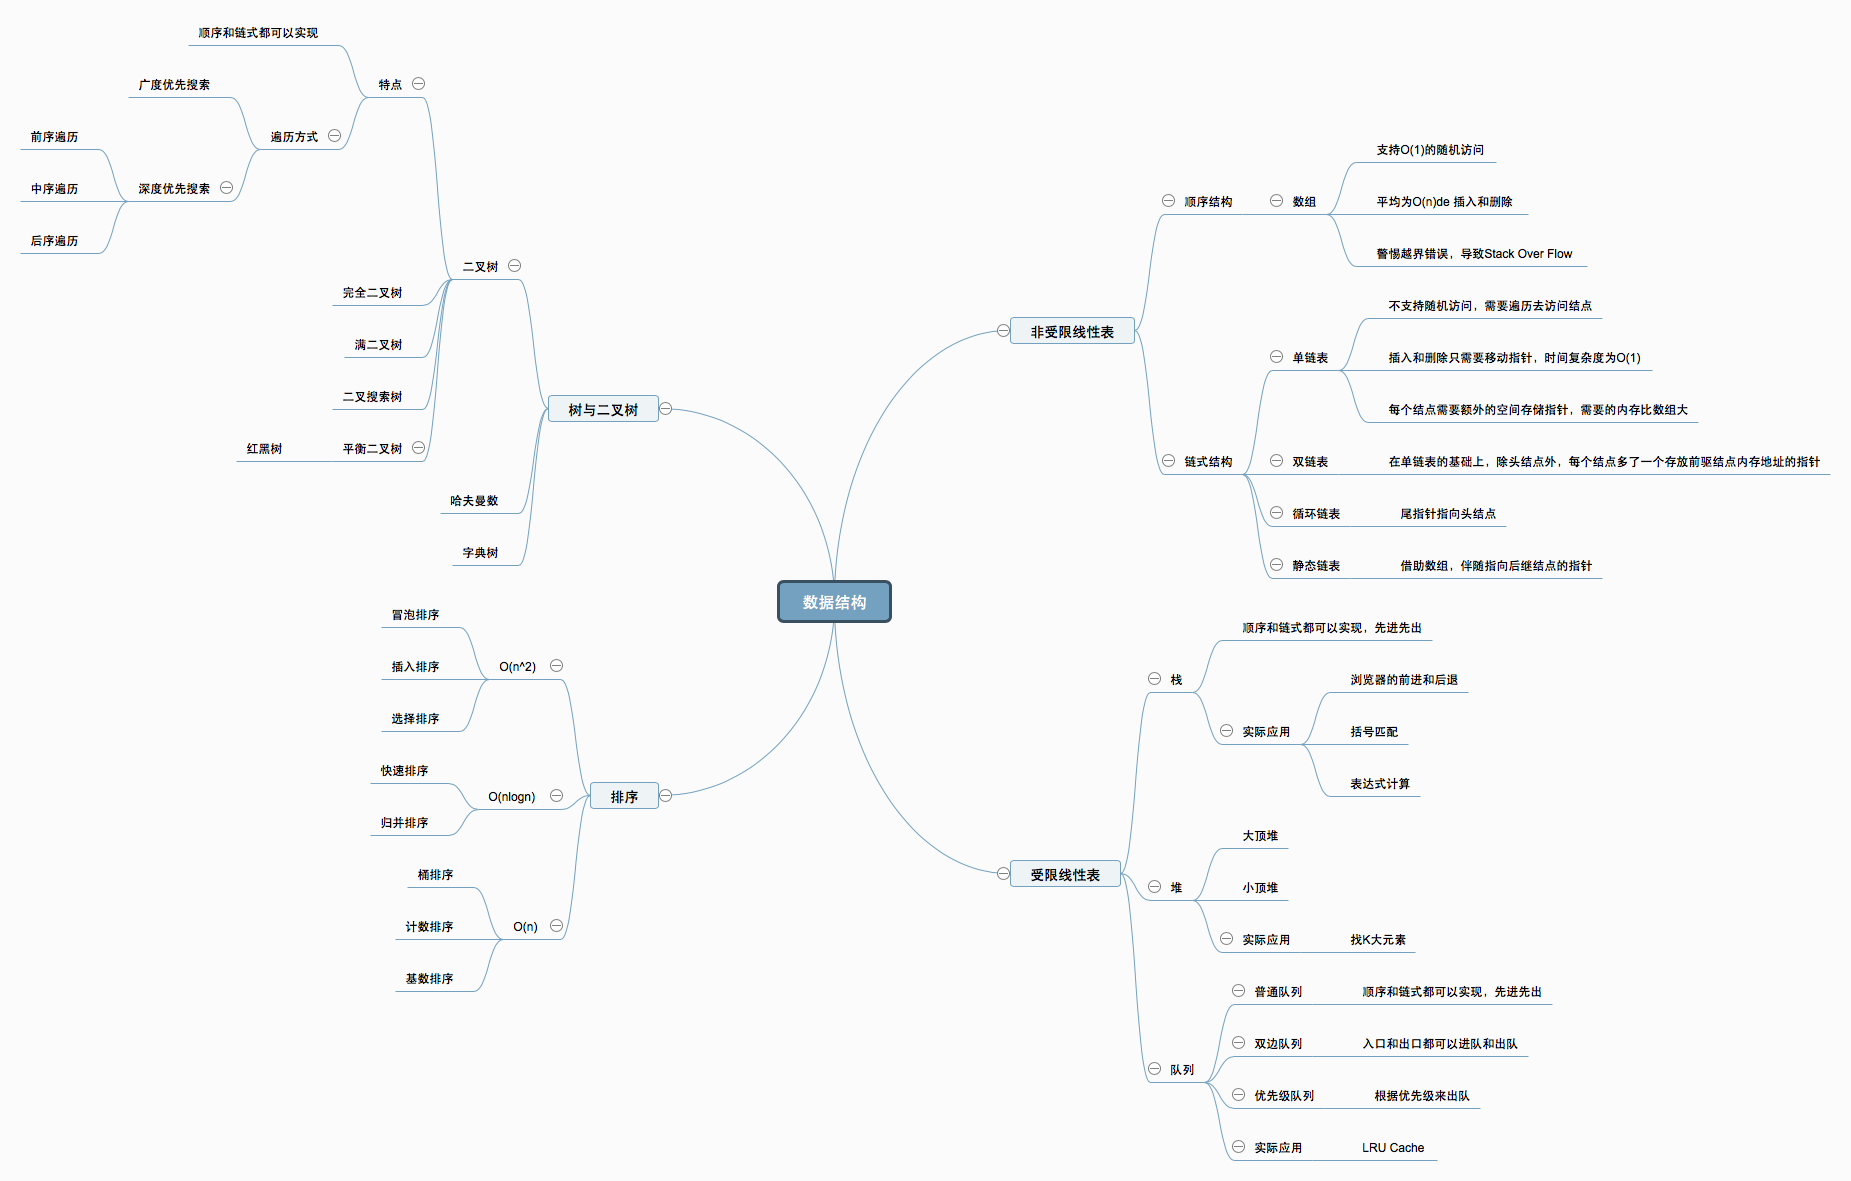 数据结构
非受限线性表
顺序结构
数组
支持O(1)的随机访问
平均为O(n)de 插入和删除
警惕越界错误，导致Stack Over Flow
链式结构
单链表
不支持随机访问，需要遍历去访问结点
插入和删除只需要移动指针，时间复杂度为O(1)
每个结点需要额外的空间存储指针，需要的内存比数组大
双链表
在单链表的基础上，除头结点外，每个结点多了一个存放前驱结点内存地址的指针
循环链表
尾指针指向头结点
静态链表
借助数组，伴随指向后继结点的指针
受限线性表
栈
顺序和链式都可以实现，先进先出
实际应用
浏览器的前进和后退
括号匹配
表达式计算
堆
大顶堆
小顶堆
实际应用
找K大元素
队列
普通队列
顺序和链式都可以实现，先进先出
双边队列
入口和出口都可以进队和出队
优先级队列
根据优先级来出队
实际应用
LRU Cache
树与二叉树
二叉树
特点
顺序和链式都可以实现
遍历方式
广度优先搜索
深度优先搜索
前序遍历
中序遍历
后序遍历
完全二叉树
满二叉树
二叉搜索树
平衡二叉树
红黑树
哈夫曼数
字典树
排序
O(n^2)
冒泡排序
插入排序
选择排序
O(nlogn)
快速排序
归并排序
O(n)
桶排序
计数排序
基数排序